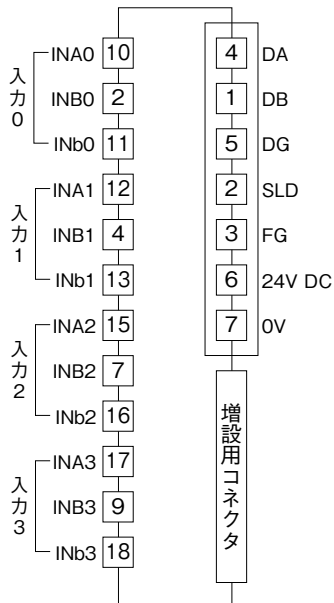 入力0
INA0 10
INB0 2
INb0 11
入力1
INA1 12
INB1 4
INb1 13
入力2
INA2 15
INB2 7
INb2 16
入力3
INA3 17
INB3 9
INb3 18
4 DA
1 DB
5 DG
2 SLD
3 FG
6 24V DC
7 0V
増設用コネクタ